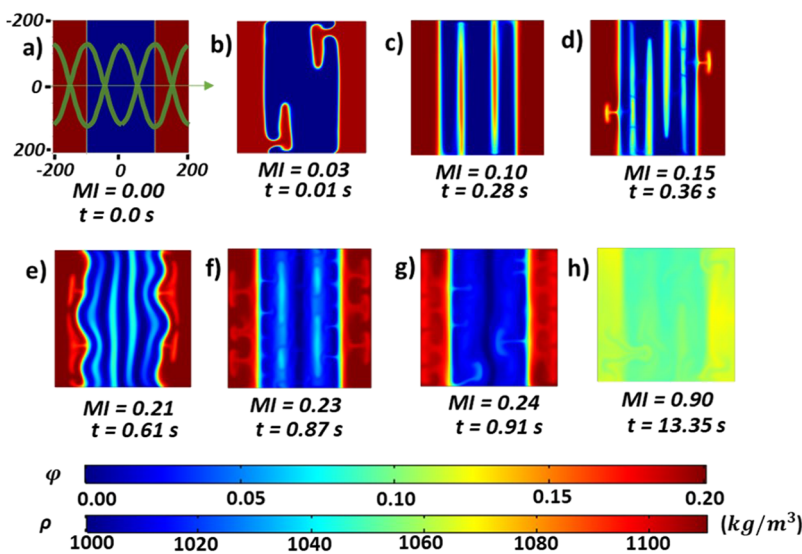 a)
-200
0
200
-200
0
200
MI = 0.00
t = 0.0 s
b)
MI = 0.03
t = 0.01 s
c)
MI = 0.10
t = 0.28 s
d)
MI = 0.15
t = 0.36 s
e)
MI = 0.21
t = 0.61 s
f)
MI = 0.23
t = 0.87 s
g)
MI = 0.24
t = 0.91 s
h)
MI = 0.90
t = 13.35 s
φ
0.00 0.05 0.10 0.15 0.20
ρ (kg/m³)
1000 1020 1040 1060 1080 1100